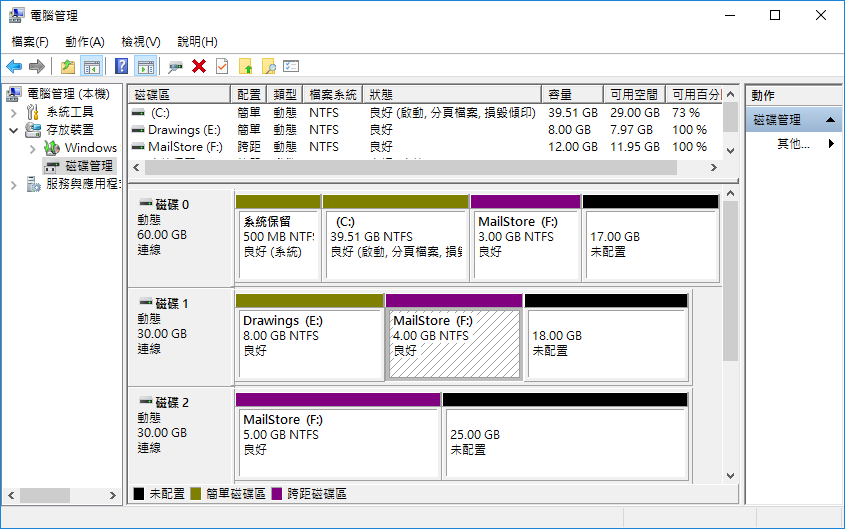 電腦管理
檔案(F) 動作(A) 檢視(V) 說明(H)
電腦管理 (本機)
系統工具
存放裝置
Windows
磁碟管理
服務與應用程式
磁碟區 配置 類型 檔案系統 狀態 容量 可用空間 可用百分
(C:) 簡單 動態 NTFS 良好 (啟動, 分頁檔案, 損毀傾印) 39.51 GB 29.00 GB 73 %
Drawings (E:) 簡單 動態 NTFS 良好 8.00 GB 7.97 GB 100 %
MailStore (F:) 跨距 動態 NTFS 良好 12.00 GB 11.95 GB 100 %
動作
磁碟管理
其他...
磁碟 0
動態
60.00 GB
連線
系統保留
500 MB NTF
良好 (系統)
(C:)
39.51 GB NTFS
良好 (啟動, 分頁檔案, 損
MailStore (F:)
3.00 GB NTFS
良好
17.00 GB
未配置
磁碟 1
動態
30.00 GB
連線
Drawings (E:)
8.00 GB NTFS
良好
MailStore (F:)
4.00 GB NTFS
良好
18.00 GB
未配置
磁碟 2
動態
30.00 GB
連線
MailStore (F:)
5.00 GB NTFS
良好
25.00 GB
未配置
未配置 簡單磁碟區 跨距磁碟區